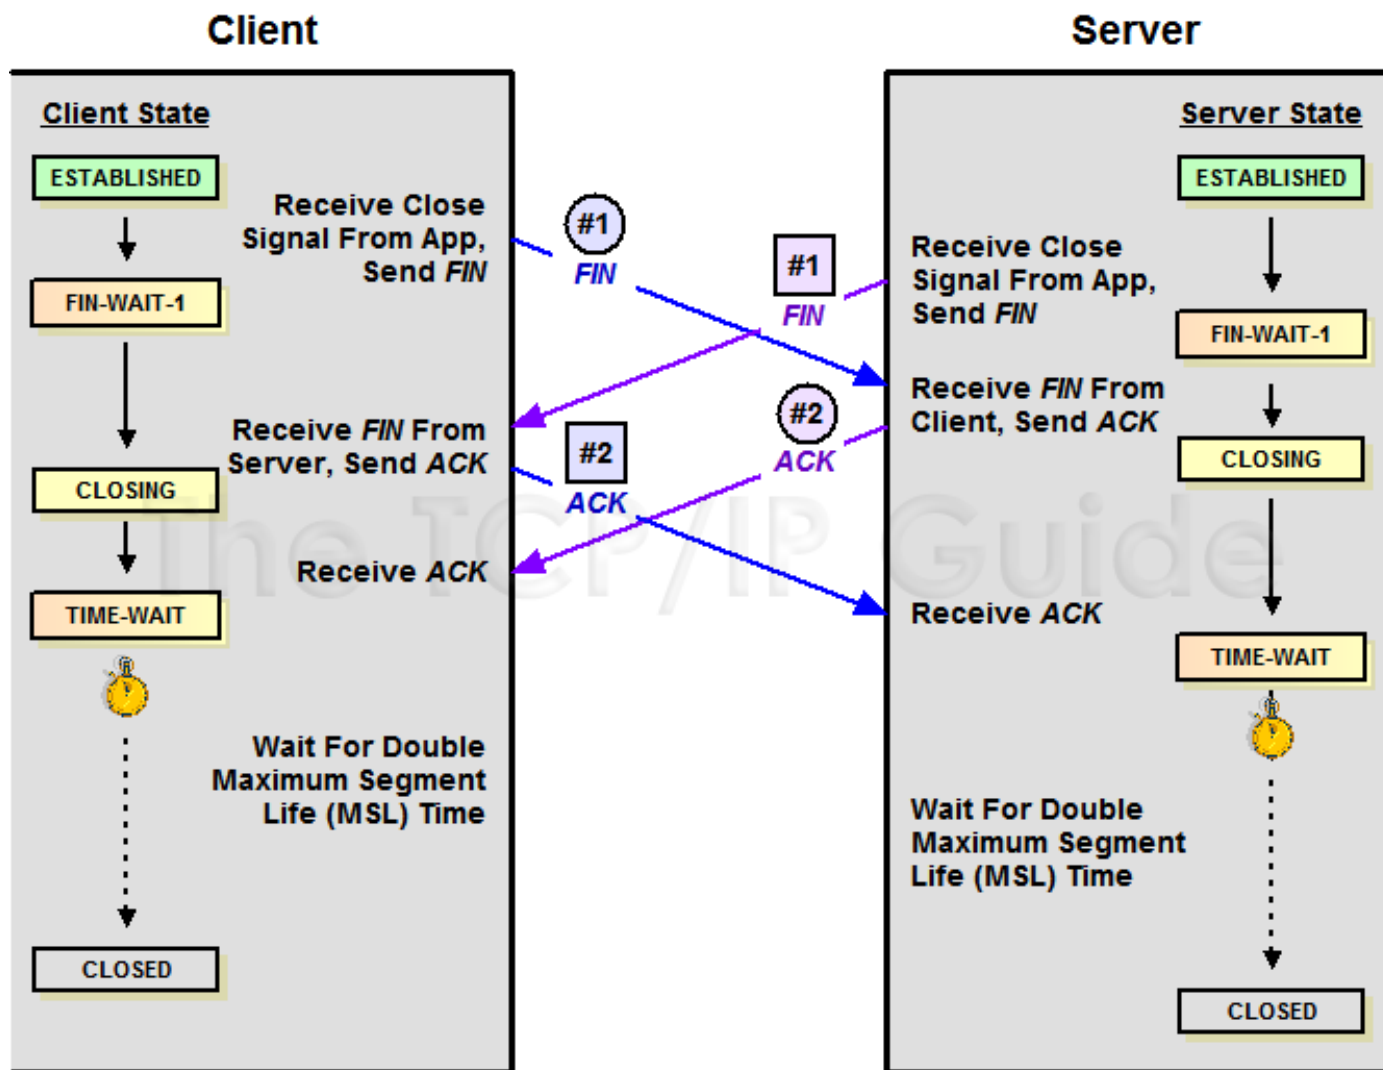 Client
Server
Client State
ESTABLISHED
Receive Close
Signal From App,
Send FIN
FIN-WAIT-1
Receive FIN From
Server, Send ACK
CLOSING
Receive ACK
TIME-WAIT
Wait For Double
Maximum Segment
Life (MSL) Time
CLOSED
#1
FIN
#1
FIN
#2
ACK
#2
ACK
The TCP/IP Guide
Server State
ESTABLISHED
Receive Close
Signal From App,
Send FIN
FIN-WAIT-1
Receive FIN From
Client, Send ACK
CLOSING
Receive ACK
TIME-WAIT
Wait For Double
Maximum Segment
Life (MSL) Time
CLOSED